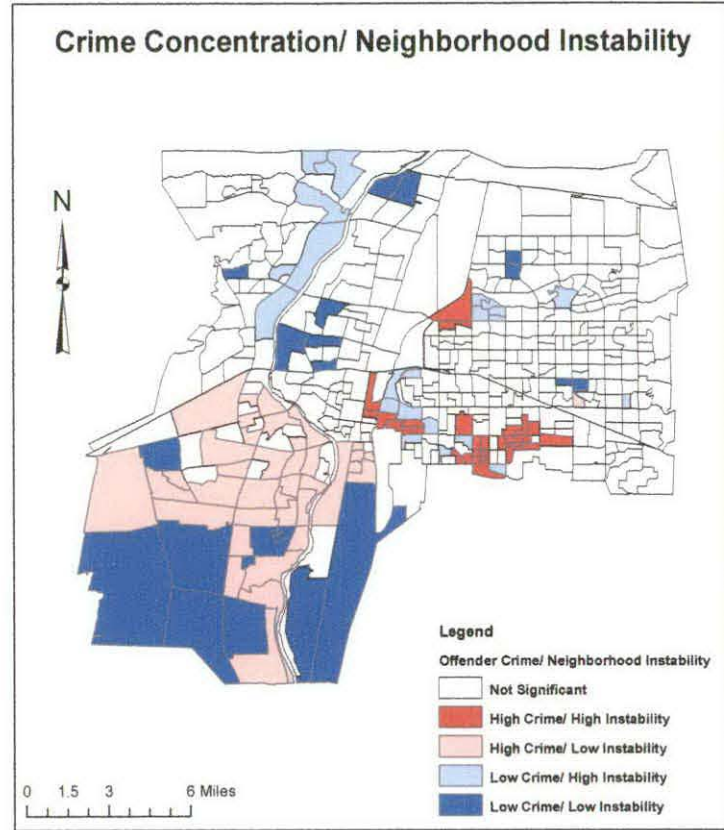 Crime Concentration/ Neighborhood Instability
N
Legend
Offender Crime/ Neighborhood Instability
Not Significant
High Crime/ High Instability
High Crime/ Low Instability
Low Crime/ High Instability
Low Crime/ Low Instability
0 1.5 3 6 Miles